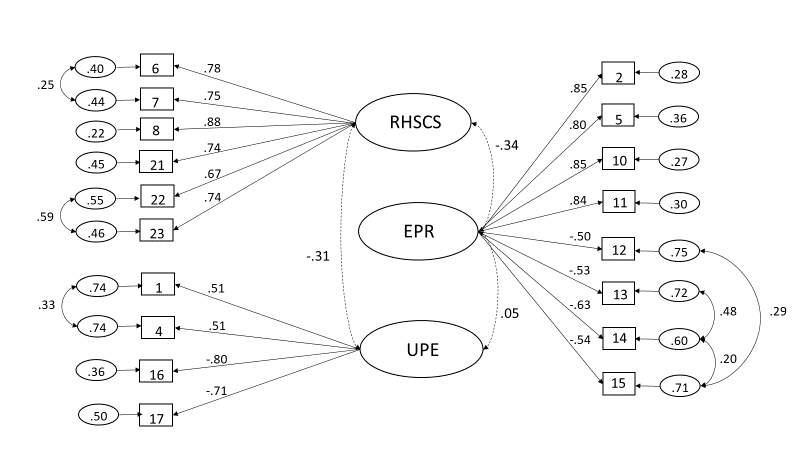 .40 6 .78
.25
.44 7 .75
.22 8 .88
.45 21 .74
.55 22 .67
.59
.46 23 .74
.74 1 .51
.33
.74 4 .51
.36 16 -.80
.50 17 -.71
RHSCS
-.34
EPR
-.31
.05
UPE
.85 2 .28
.80 5 .36
.85 10 .27
.84 11 .30
-.50 12 .75
-.53 13 .72
.48 .29
-.63 14 .60
.20
-.54 15 .71